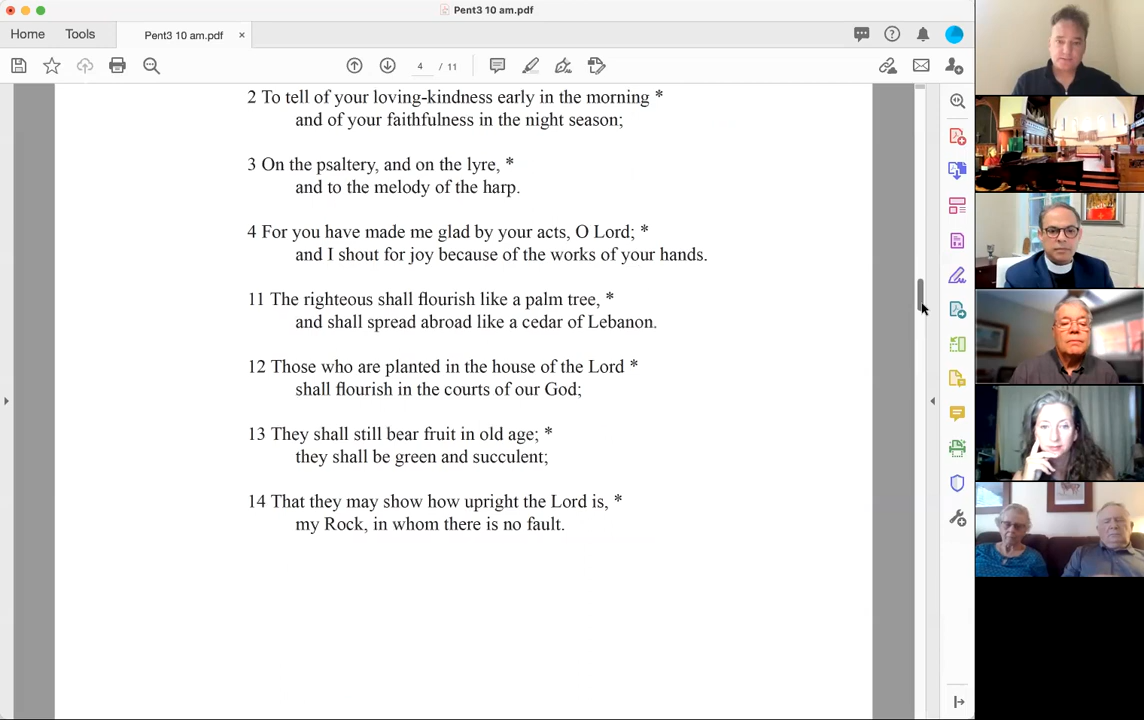 Pent3 10 am.pdf
Home
Tools
Pent3 10 am.pdf
×
4 / 11
2 To tell of your loving-kindness early in the morning *
and of your faithfulness in the night season;
3 On the psaltery, and on the lyre, *
and to the melody of the harp.
4 For you have made me glad by your acts, O Lord; *
and I shout for joy because of the works of your hands.
11 The righteous shall flourish like a palm tree, *
and shall spread abroad like a cedar of Lebanon.
12 Those who are planted in the house of the Lord *
shall flourish in the courts of our God;
13 They shall still bear fruit in old age; *
they shall be green and succulent;
14 That they may show how upright the Lord is, *
my Rock, in whom there is no fault.